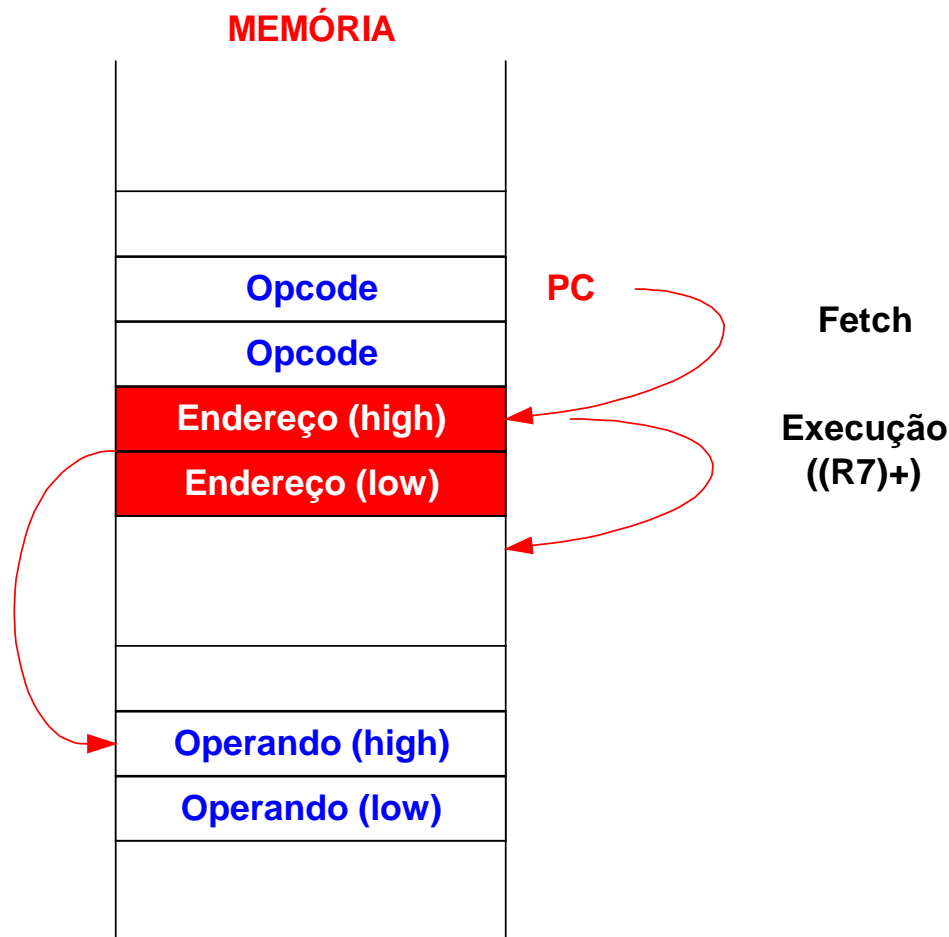 MEMÓRIA
Opcode
PC
Fetch
Opcode
Endereço (high)
Execução
((R7)+)
Endereço (low)
Operando (high)
Operando (low)